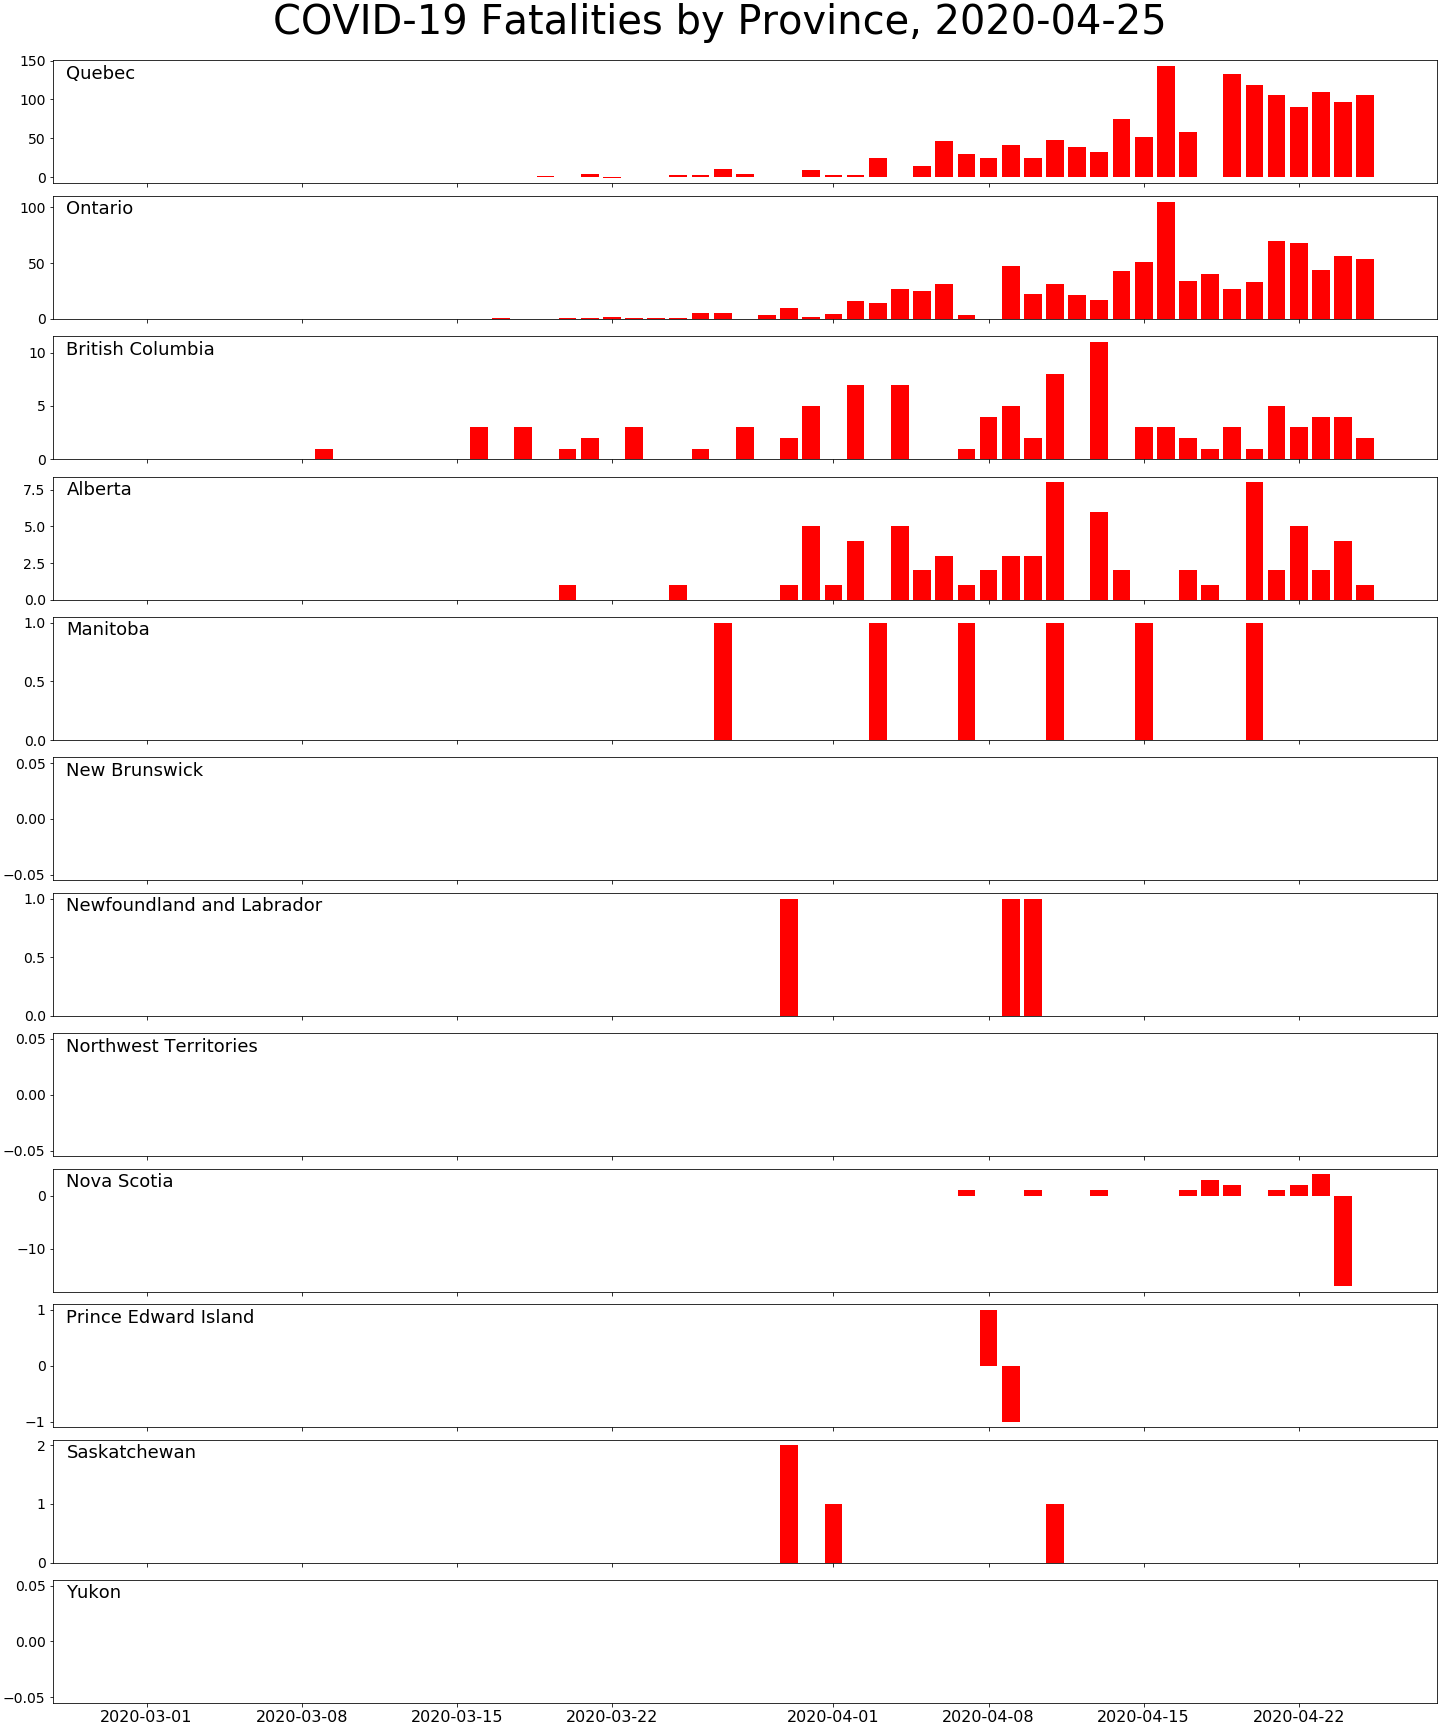 COVID-19 Fatalities by Province, 2020-04-25
150
Quebec
100
50
0
100
Ontario
50
0
10
British Columbia
5
0
7.5
Alberta
5.0
2.5
0.0
1.0
Manitoba
0.5
0.0
0.05
New Brunswick
0.00
−0.05
1.0
Newfoundland and Labrador
0.5
0.0
0.05
Northwest Territories
0.00
−0.05
Nova Scotia
0
−10
1
Prince Edward Island
0
−1
2
Saskatchewan
1
0
0.05
Yukon
0.00
−0.05
2020-03-01 2020-03-08 2020-03-15 2020-03-22 2020-04-01 2020-04-08 2020-04-15 2020-04-22